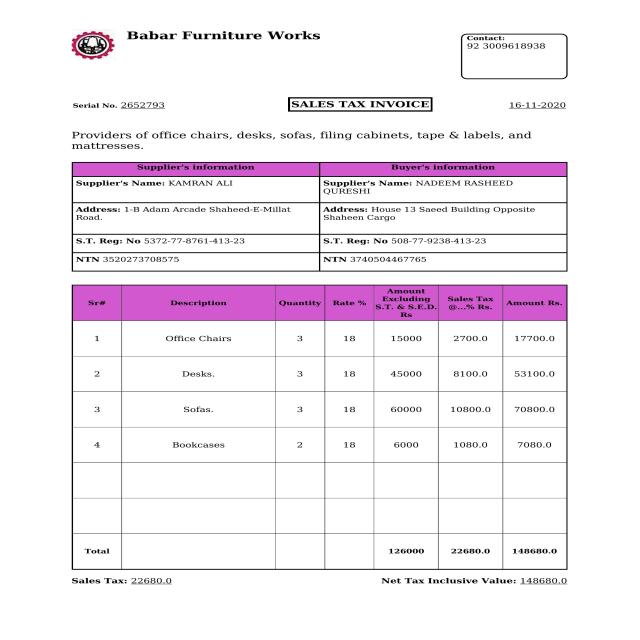 Babar Furniture Works
Contact:
92 3009618938
Serial No. 2652793
SALES TAX INVOICE
16-11-2020
Providers of office chairs, desks, sofas, filing cabinets, tape & labels, and
mattresses.
Supplier's information Buyer's information
Supplier's Name: KAMRAN ALI
Supplier's Name: NADEEM RASHEED
QURESHI
Address: 1-B Adam Arcade Shaheed-E-Millat
Road.
Address: House 13 Saeed Building Opposite
Shaheen Cargo
S.T. Reg: No 5372-77-8761-413-23
S.T. Reg: No 508-77-9238-413-23
NTN 3520273708575
NTN 3740504467765
Sr# Description Quantity Rate %
Amount
Excluding
S.T. & S.E.D.
Rs
Sales Tax
@...% Rs.
Amount Rs.
1 Office Chairs 3 18 15000 2700.0 17700.0
2 Desks. 3 18 45000 8100.0 53100.0
3 Sofas. 3 18 60000 10800.0 70800.0
4 Bookcases 2 18 6000 1080.0 7080.0
Total 126000 22680.0 148680.0
Sales Tax: 22680.0
Net Tax Inclusive Value: 148680.0